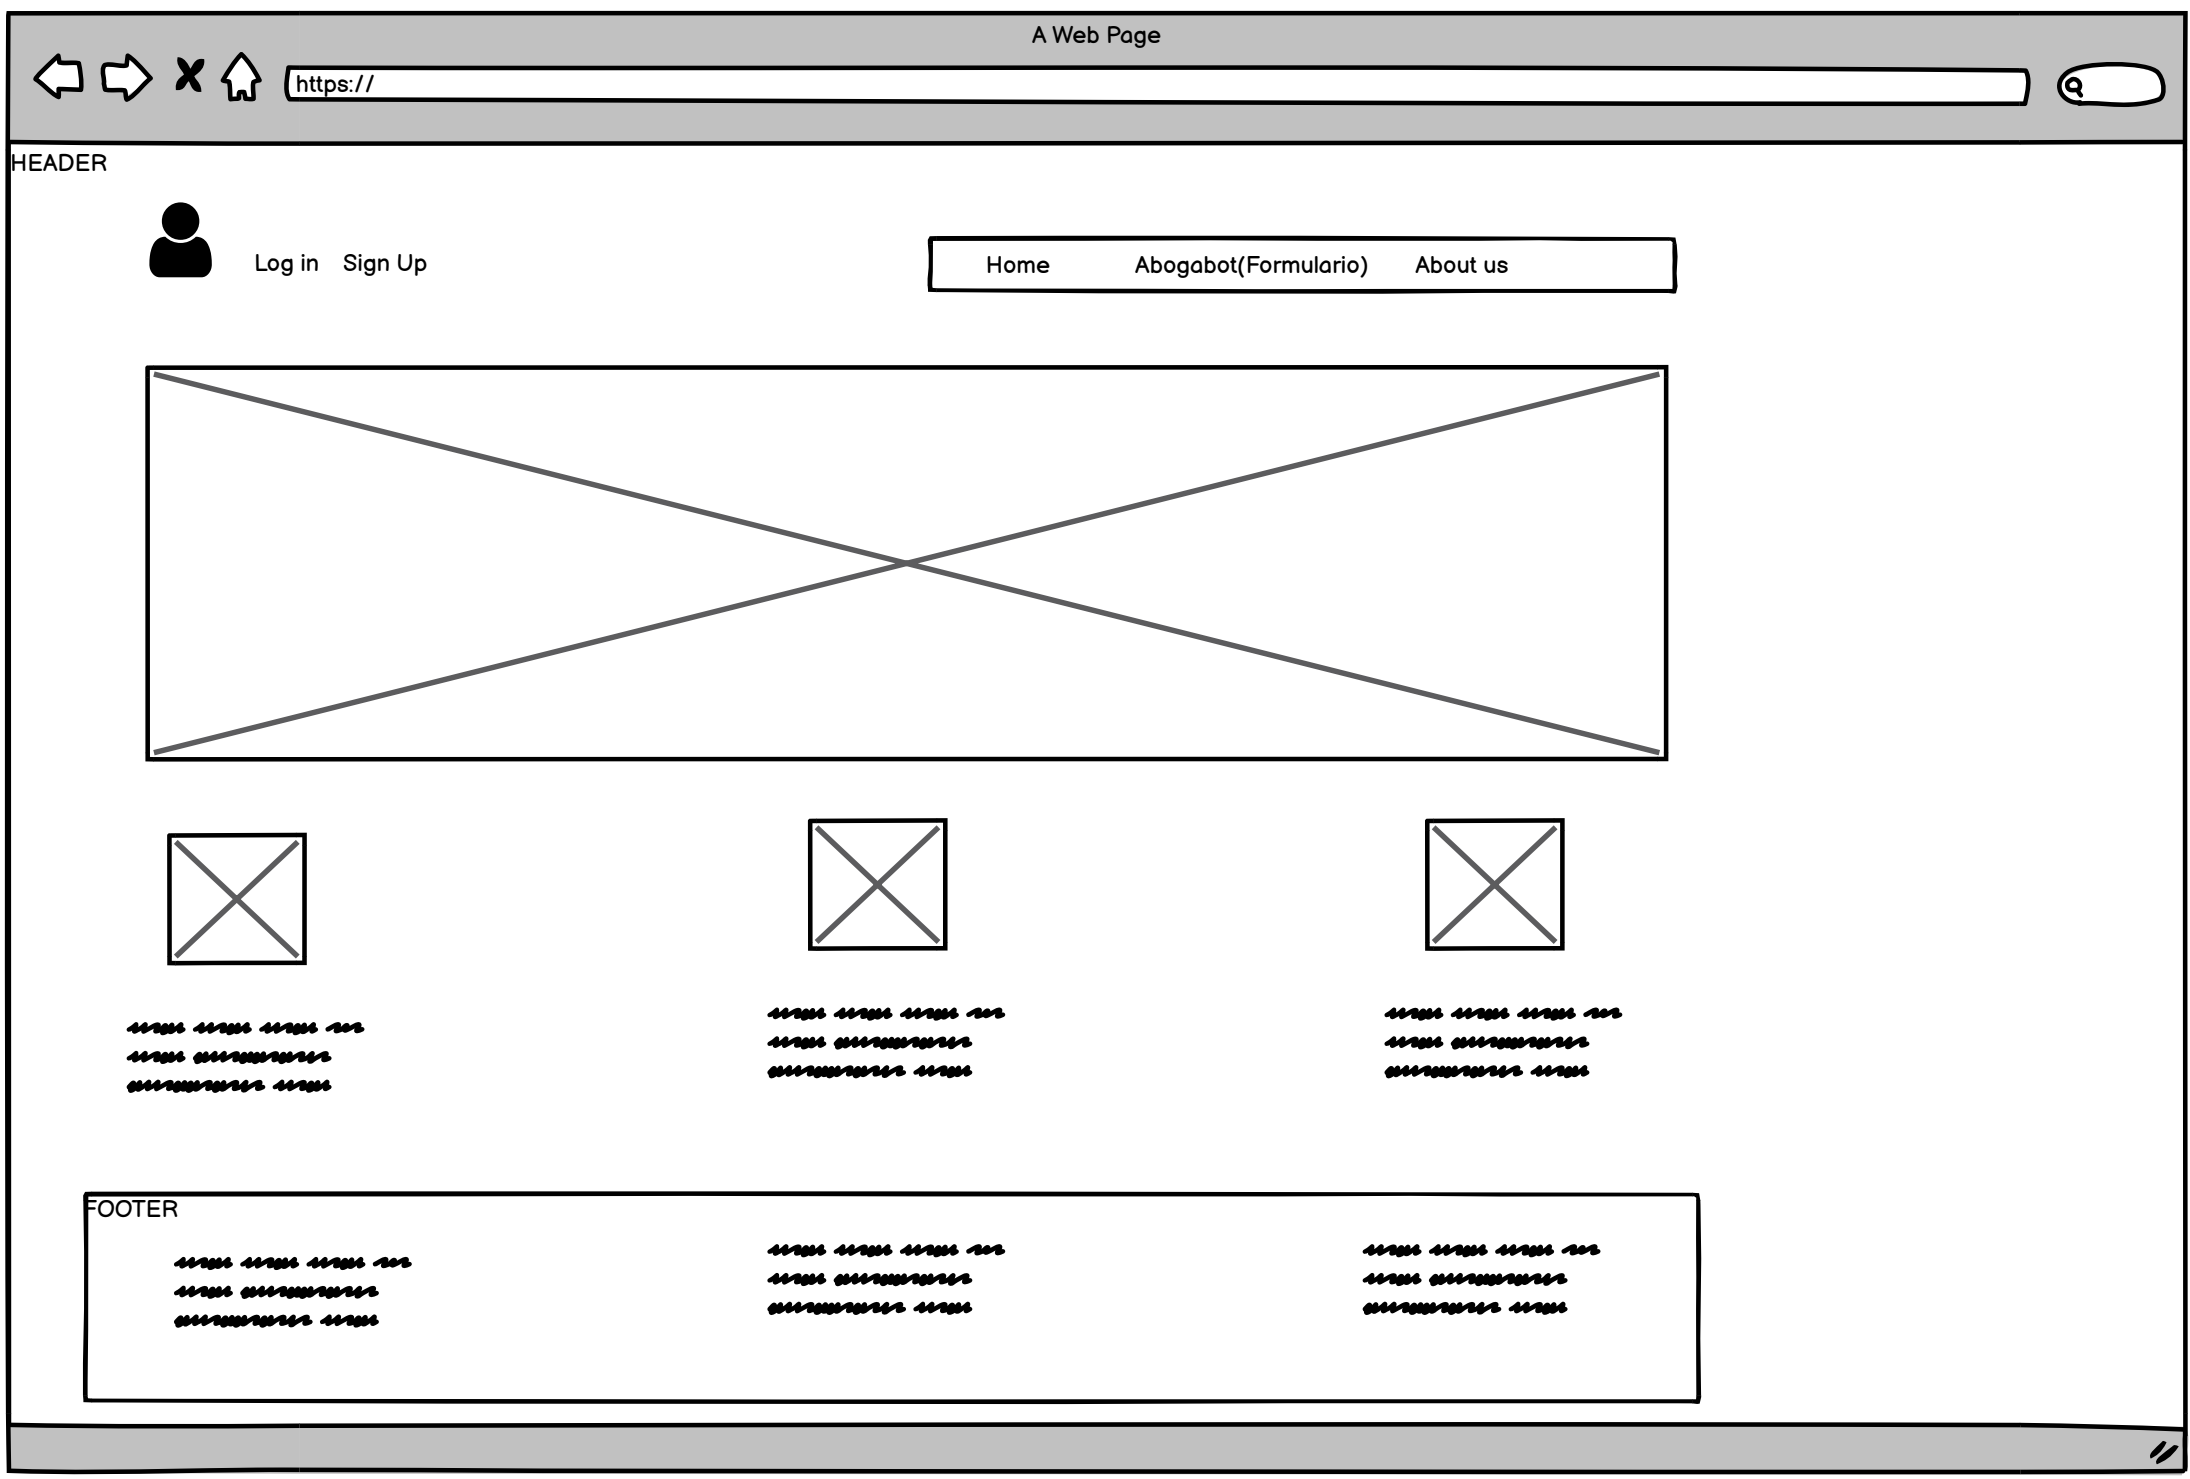 A Web Page
https://
HEADER
Log in Sign Up
Home Abogabot(Formulario) About us
FOOTER